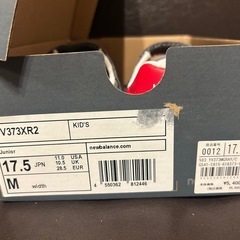 V373XR2
KID'S
Junior
17.5 JPN
11.0 USA
10.5 UK
28.5 EUR
newbalance.com
M width
4 550362 812446
0012 17.